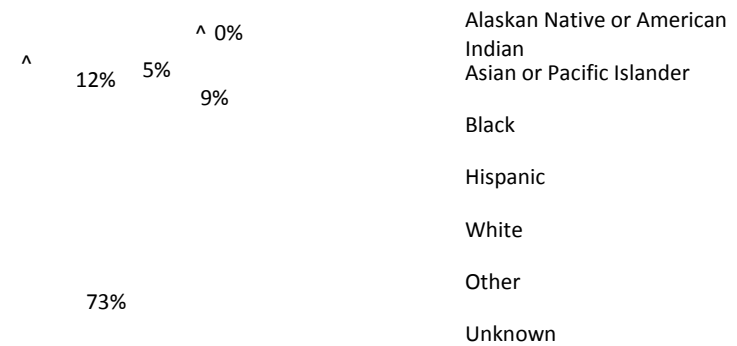 ^ 0%
^
12%
5%
9%
73%
Alaskan Native or American
Indian
Asian or Pacific Islander
Black
Hispanic
White
Other
Unknown